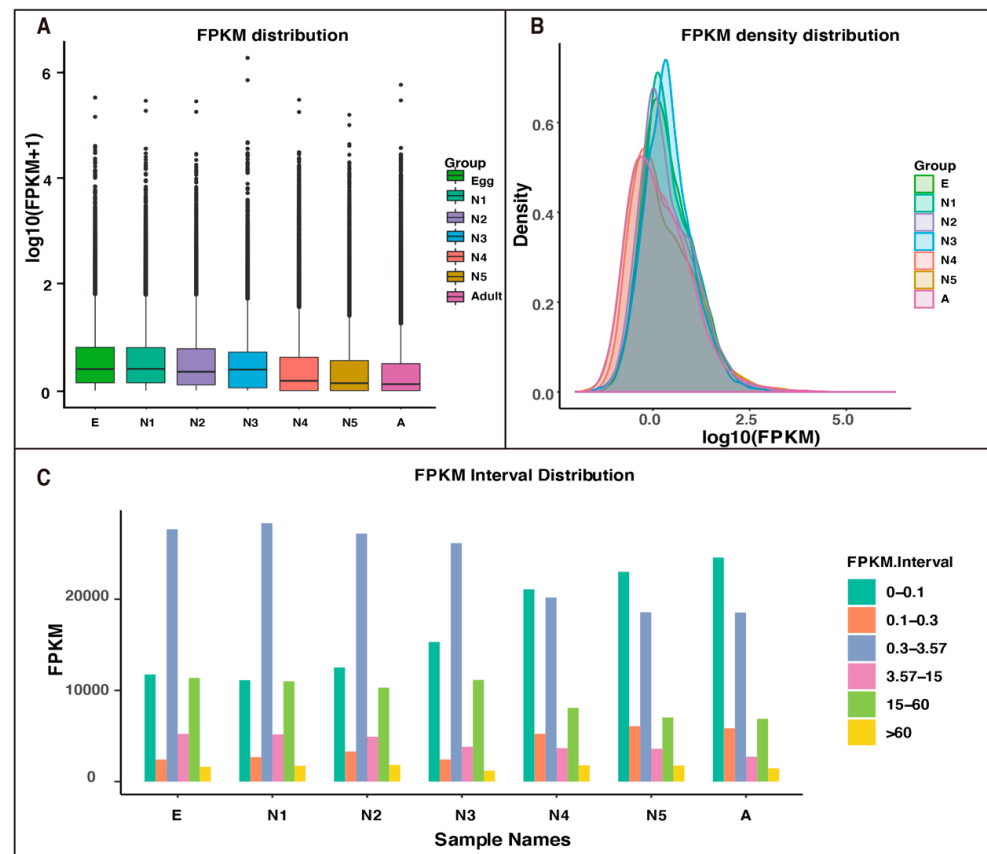 A
FPKM distribution
log10(FPKM+1)
6
4
2
0
E N1 N2 N3 N4 N5 A
Group
Egg
N1
N2
N3
N4
N5
Adult
B
FPKM density distribution
Density
0.6
0.4
0.2
0.0
0.0 2.5 5.0
log10(FPKM)
Group
E
N1
N2
N3
N4
N5
A
C
FPKM Interval Distribution
FPKM
20000
10000
0
E N1 N2 N3 N4 N5 A
Sample Names
FPKM.Interval
0–0.1
0.1–0.3
0.3–3.57
3.57–15
15–60
>60